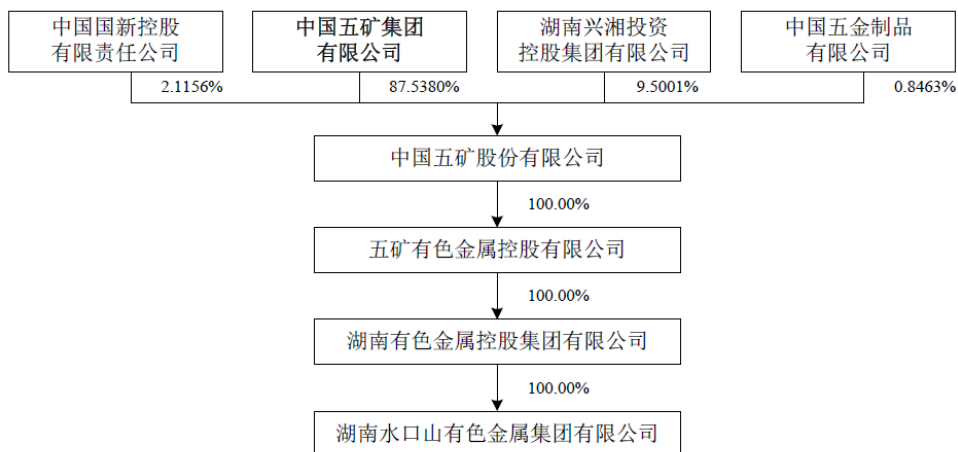 中国国新控股
有限责任公司
中国五矿集团
有限公司
湖南兴湘投资
控股集团有限公司
中国五金制品
有限公司
2.1156%
87.5380%
9.5001%
0.8463%
中国五矿股份有限公司
100.00%
五矿有色金属控股有限公司
100.00%
湖南有色金属控股集团有限公司
100.00%
湖南水口山有色金属集团有限公司